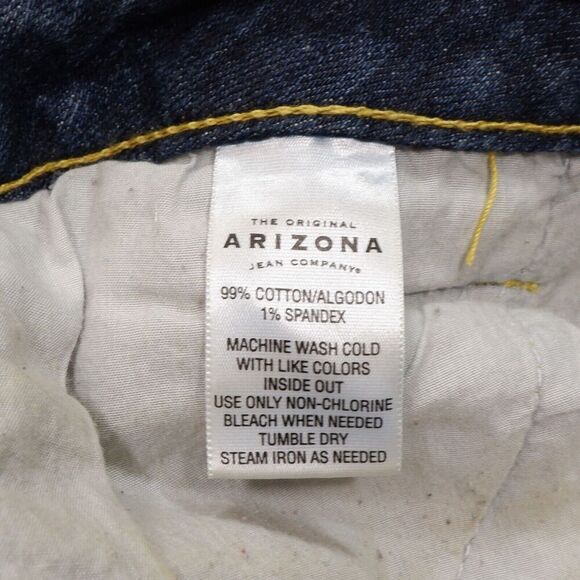 THE ORIGINAL
ARIZONA
JEAN COMPANY®
99% COTTON/ALGODON
1% SPANDEX
MACHINE WASH COLD
WITH LIKE COLORS
INSIDE OUT
USE ONLY NON-CHLORINE
BLEACH WHEN NEEDED
TUMBLE DRY
STEAM IRON AS NEEDED